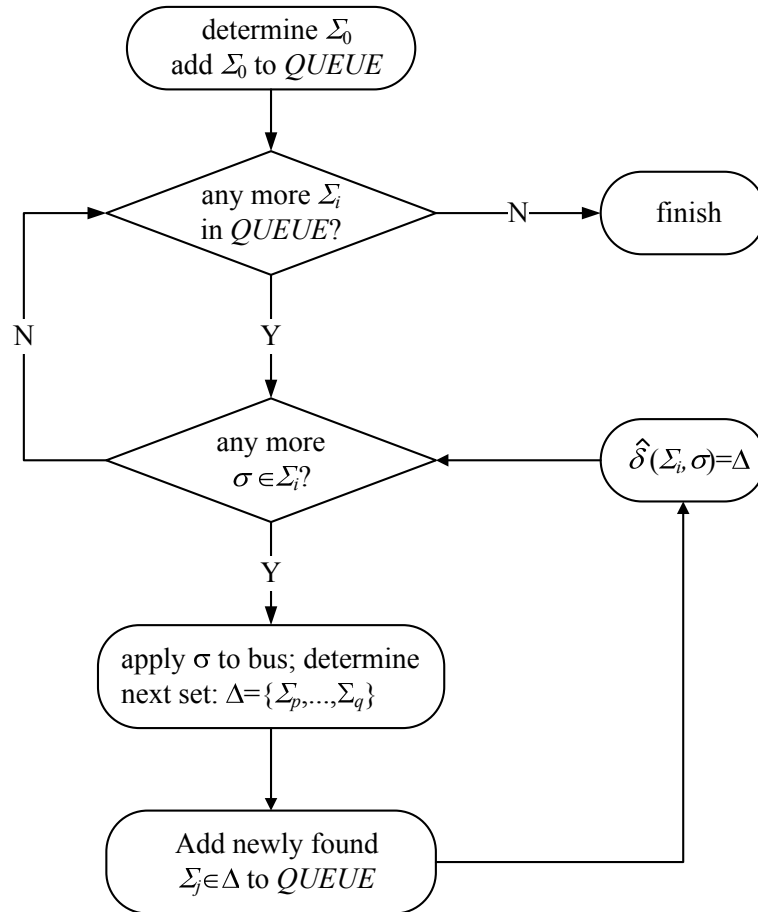 determine Σ₀
add Σ₀ to QUEUE
any more Σᵢ
in QUEUE?
N
finish
N
Y
any more
σ∈Σᵢ?
δ̂(Σᵢ,σ)=Δ
Y
apply σ to bus; determine
next set: Δ={Σₚ,...,Σ_q}
Add newly found
Σⱼ∈Δ to QUEUE